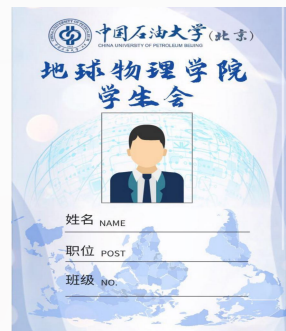 中国石油大学(北京)
CHINA UNIVERSITY OF PETROLEUM BEIJING
地球物理学院
学生会
姓名 NAME
职位 POST
班级 NO.